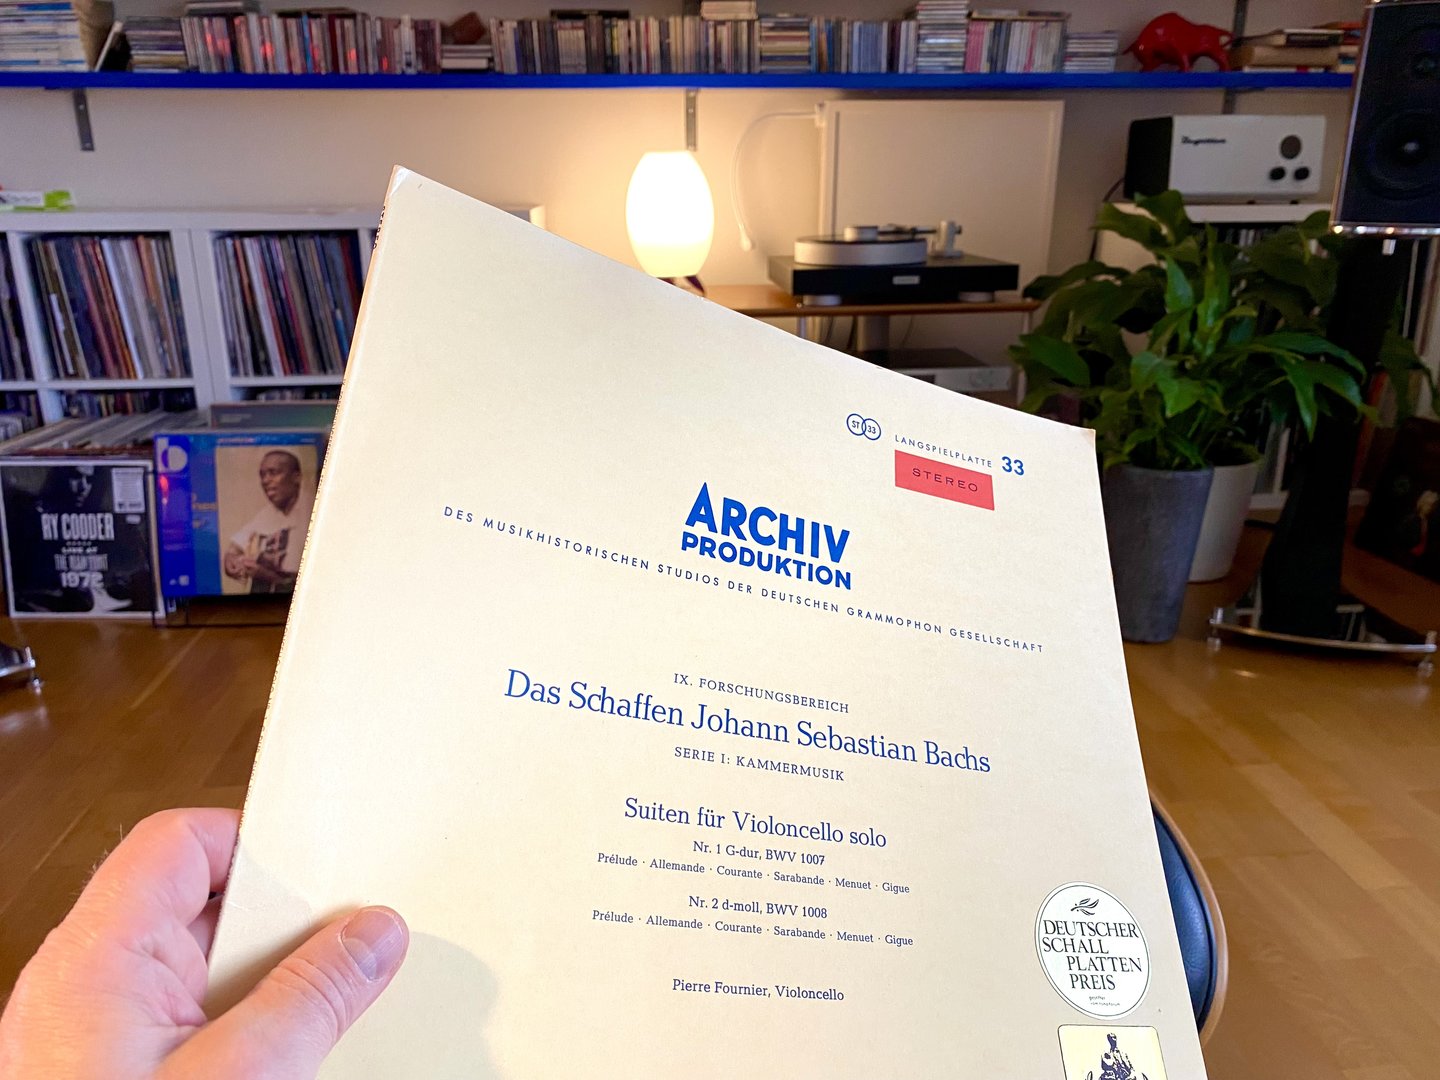 ST 33
LANGSPIELPLATTE 33
STEREO
ARCHIV
PRODUKTION
DES MUSIKHISTORISCHEN STUDIOS DER DEUTSCHEN GRAMMOPHON GESELLSCHAFT
IX. FORSCHUNGSBEREICH
Das Schaffen Johann Sebastian Bachs
SERIE I: KAMMERMUSIK
Suiten für Violoncello solo
Nr. 1 G-dur, BWV 1007
Prélude · Allemande · Courante · Sarabande · Menuet · Gigue
Nr. 2 d-moll, BWV 1008
Prélude · Allemande · Courante · Sarabande · Menuet · Gigue
Pierre Fournier, Violoncello
DEUTSCHER
SCHALL
PLATTEN
PREIS
RY COODER
LIVE AT
1972